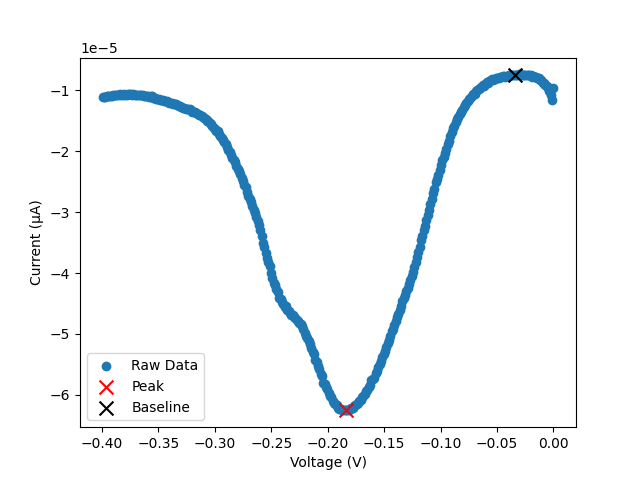 1e−5
−1
−2
−3
−4
−5
−6
Current (μA)
Raw Data
Peak
Baseline
−0.40 −0.35 −0.30 −0.25 −0.20 −0.15 −0.10 −0.05 0.00
Voltage (V)